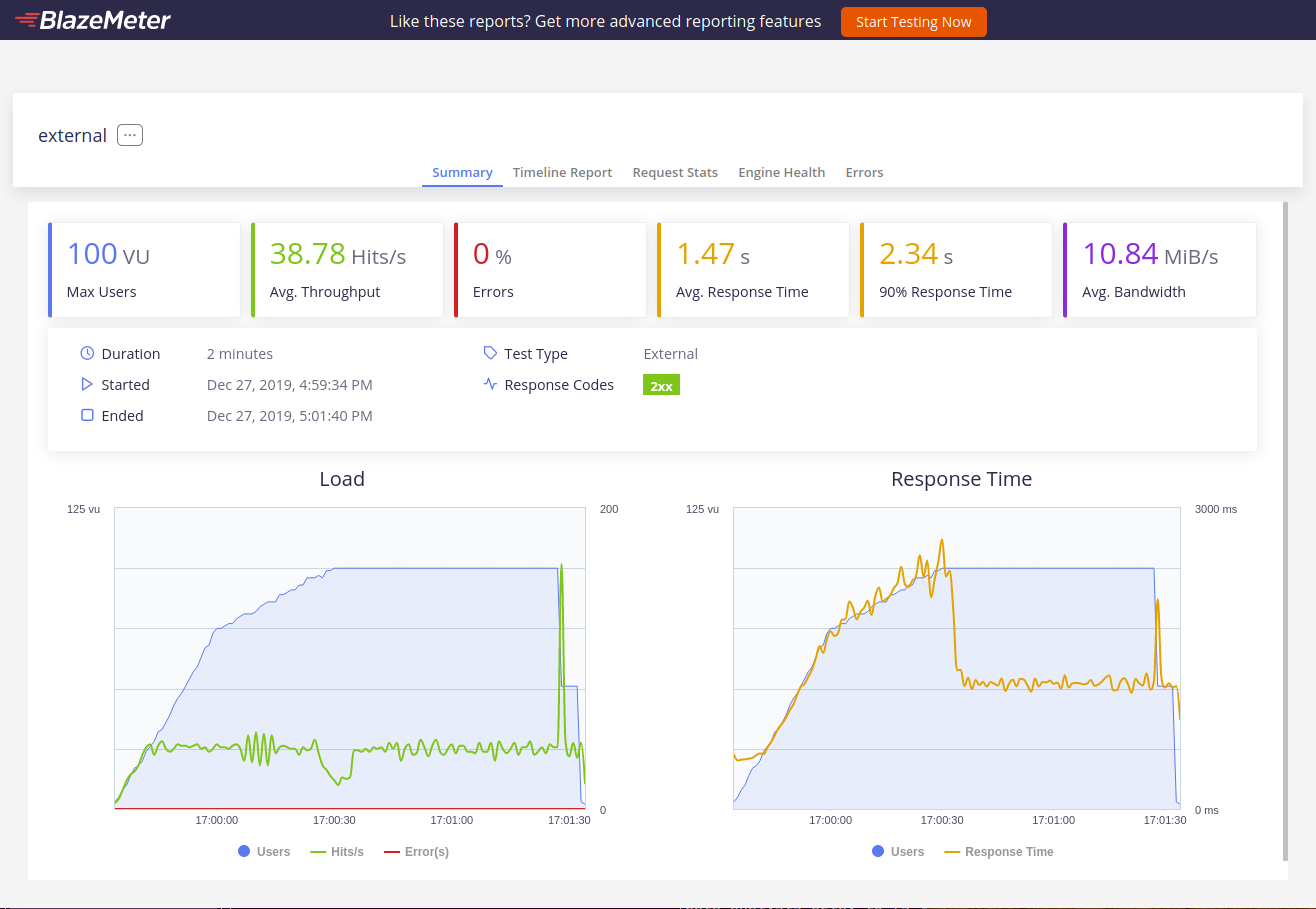 BlazeMeter
Like these reports? Get more advanced reporting features
Start Testing Now
external
Summary Timeline Report Request Stats Engine Health Errors
100 VU
Max Users
38.78 Hits/s
Avg. Throughput
0 %
Errors
1.47 s
Avg. Response Time
2.34 s
90% Response Time
10.84 MiB/s
Avg. Bandwidth
Duration 2 minutes
Started Dec 27, 2019, 4:59:34 PM
Ended Dec 27, 2019, 5:01:40 PM
Test Type External
Response Codes 2xx
Load
125 vu 200
0
17:00:00 17:00:30 17:01:00 17:01:30
Users Hits/s Error(s)
Response Time
125 vu 3000 ms
0 ms
17:00:00 17:00:30 17:01:00 17:01:30
Users Response Time